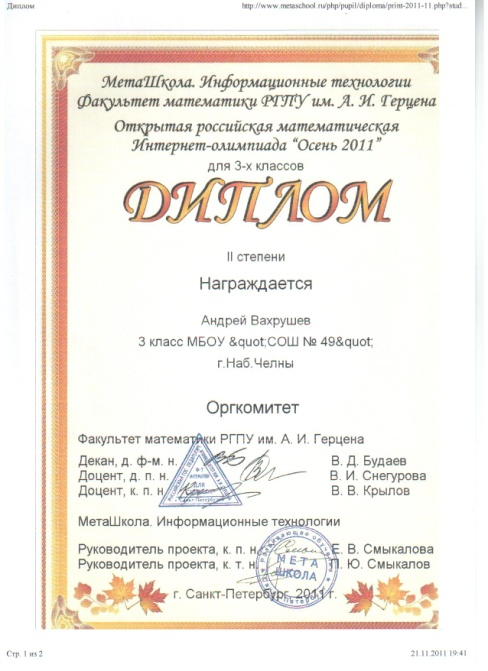 Диплом
http://www.metaschool.ru/php/pupil/diploma/print-2011-11.php?stud...
МетаШкола. Информационные технологии
Факультет математики РГПУ им. А. И. Герцена
Открытая российская математическая
Интернет-олимпиада "Осень 2011"
для 3-х классов
ДИПЛОМ
II степени
Награждается
Андрей Вахрушев
3 класс МБОУ &quot;СОШ № 49&quot;
г.Наб.Челны
Оргкомитет
Факультет математики РГПУ им. А. И. Герцена
Декан, д. ф-м. н. В. Д. Будаев
Доцент, д. п. н. В. И. Снегурова
Доцент, к. п. н. В. В. Крылов
МетаШкола. Информационные технологии
Руководитель проекта, к. п. н. Е. В. Смыкалова
Руководитель проекта, к. т. н. П. Ю. Смыкалов
МЕТА
ШКОЛА
г. Санкт-Петербург, 2011 г.
Стр. 1 из 2
21.11.2011 19:41